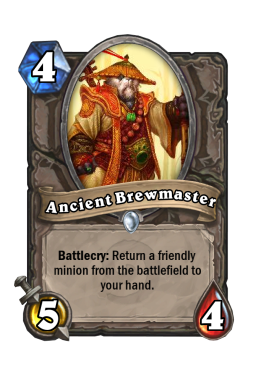 4
Ancient Brewmaster
Battlecry: Return a friendly
minion from the battlefield to
your hand.
5
4